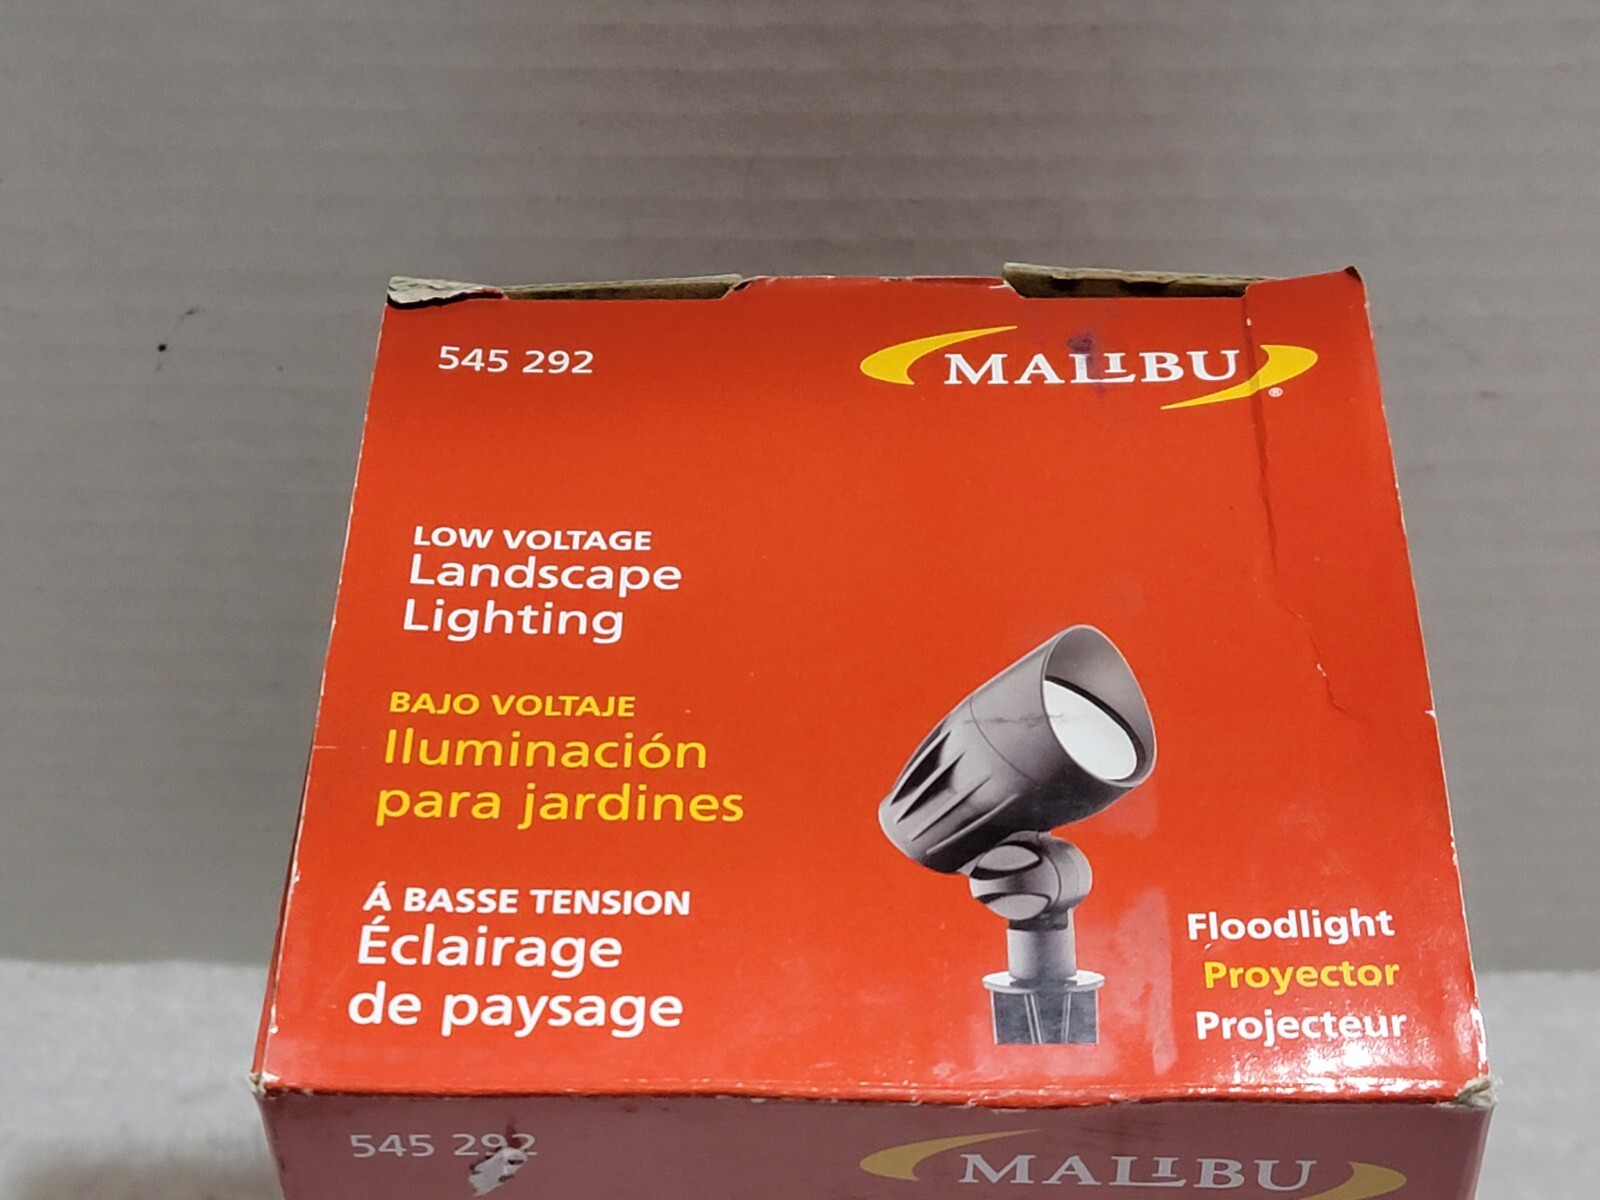 545 292
MALIBU
®
LOW VOLTAGE
Landscape
Lighting
BAJO VOLTAJE
Iluminación
para jardines
Á BASSE TENSION
Éclairage
de paysage
Floodlight
Proyector
Projecteur
545 292
MALIBU